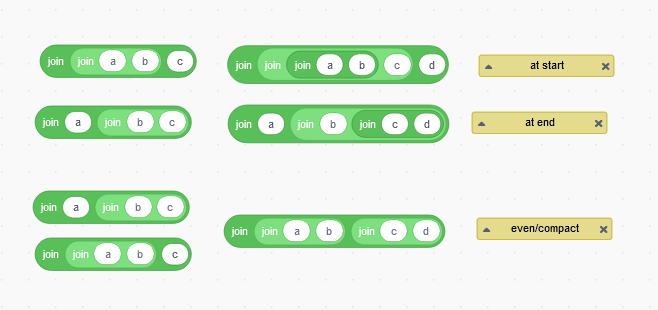 join join a b c
join join join a b c d
at start
join a join b c
join a join b join c d
at end
join a join b c
join join a b join c d
even/compact
join join a b c